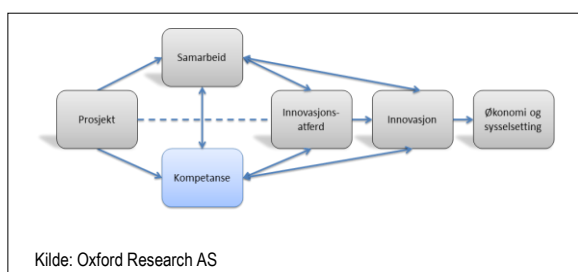 Samarbeid
Prosjekt
Innovasjons-
atferd
Innovasjon
Økonomi og
sysselsetting
Kompetanse
Kilde: Oxford Research AS